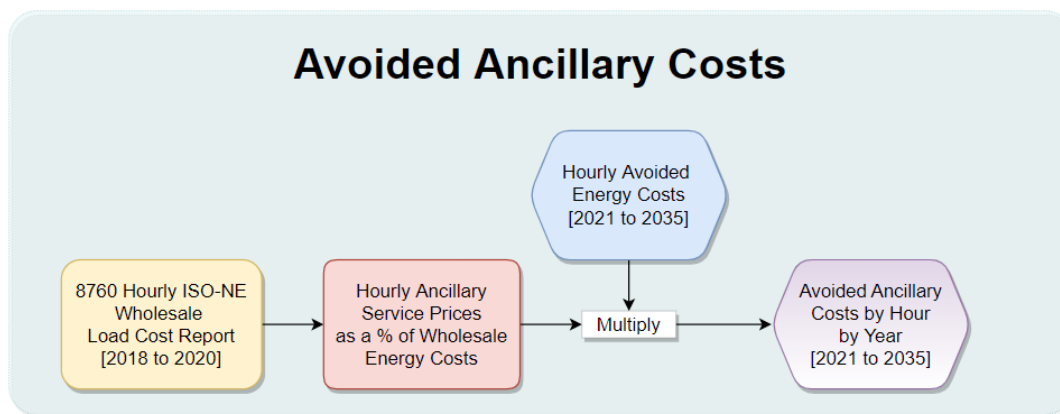 Avoided Ancillary Costs
Hourly Avoided
Energy Costs
[2021 to 2035]
8760 Hourly ISO-NE
Wholesale
Load Cost Report
[2018 to 2020]
Hourly Ancillary
Service Prices
as a % of Wholesale
Energy Costs
Multiply
Avoided Ancillary
Costs by Hour
by Year
[2021 to 2035]